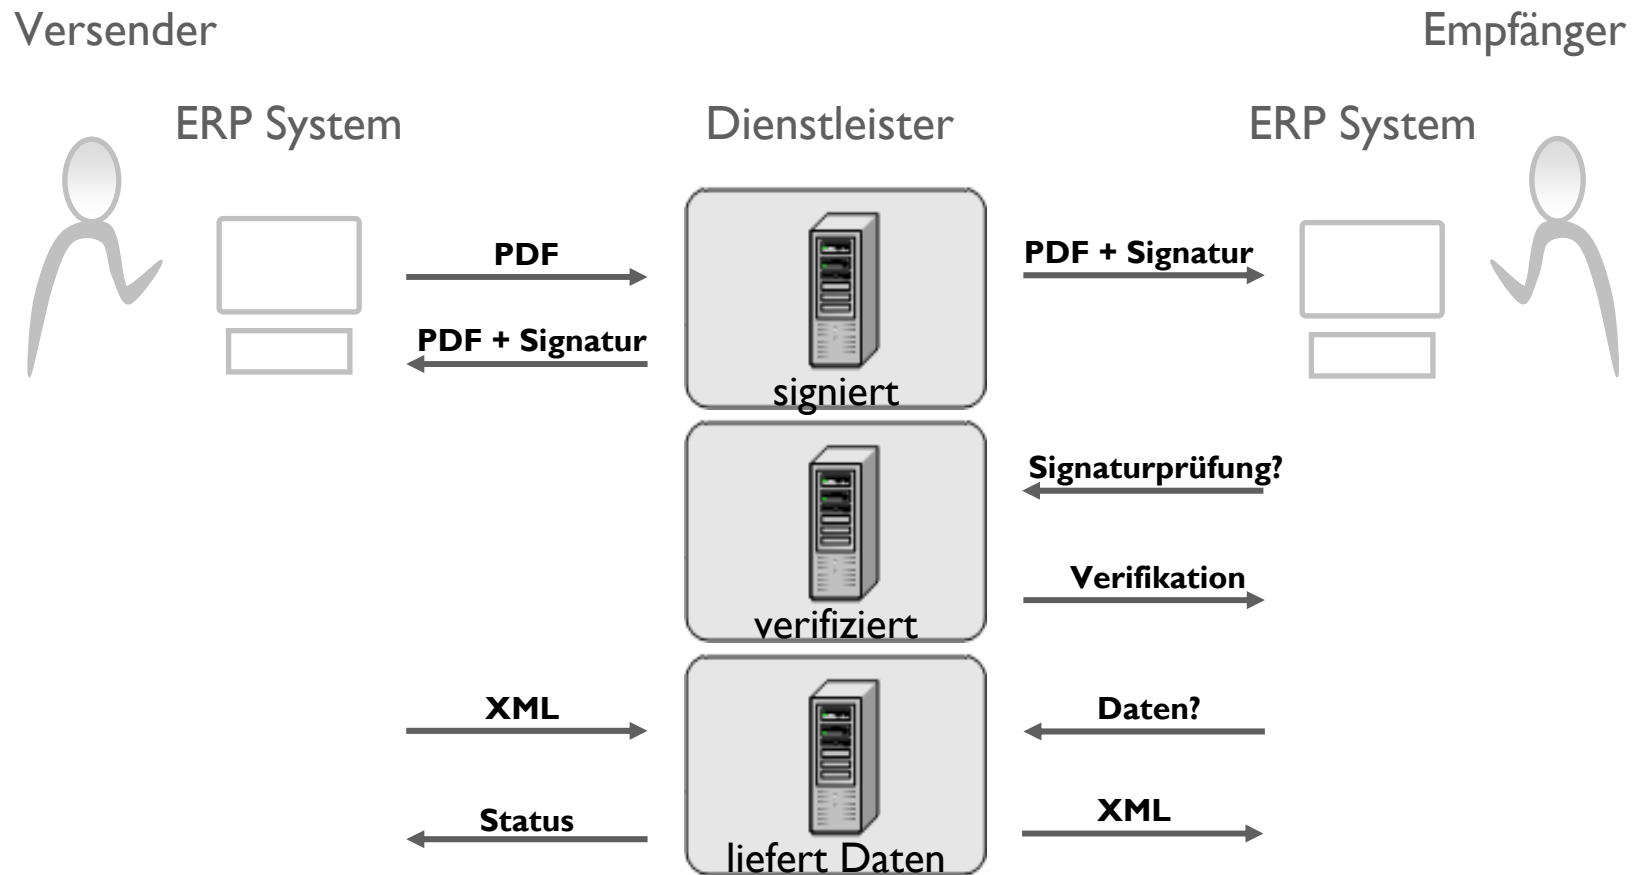 Versender
Empfänger
ERP System
Dienstleister
ERP System
PDF
PDF + Signatur
PDF + Signatur
signiert
Signaturprüfung?
Verifikation
verifiziert
XML
Daten?
Status
XML
liefert Daten